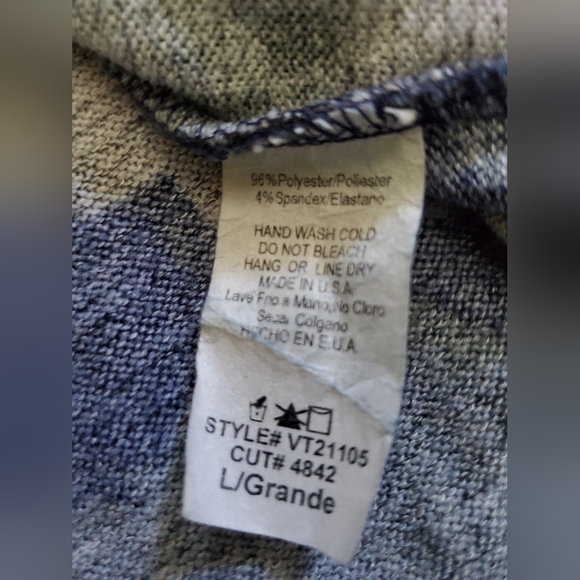 96%Polyester/Poliester
4%Spandex/Elastano
HAND WASH COLD
DO NOT BLEACH
HANG OR LINE DRY
MADE IN U.S.A.
Lave Frio a Mano, No Cloro
Seca, Colgano
HECHO EN E.U.A.
STYLE# VT21105
CUT# 4842
L/Grande